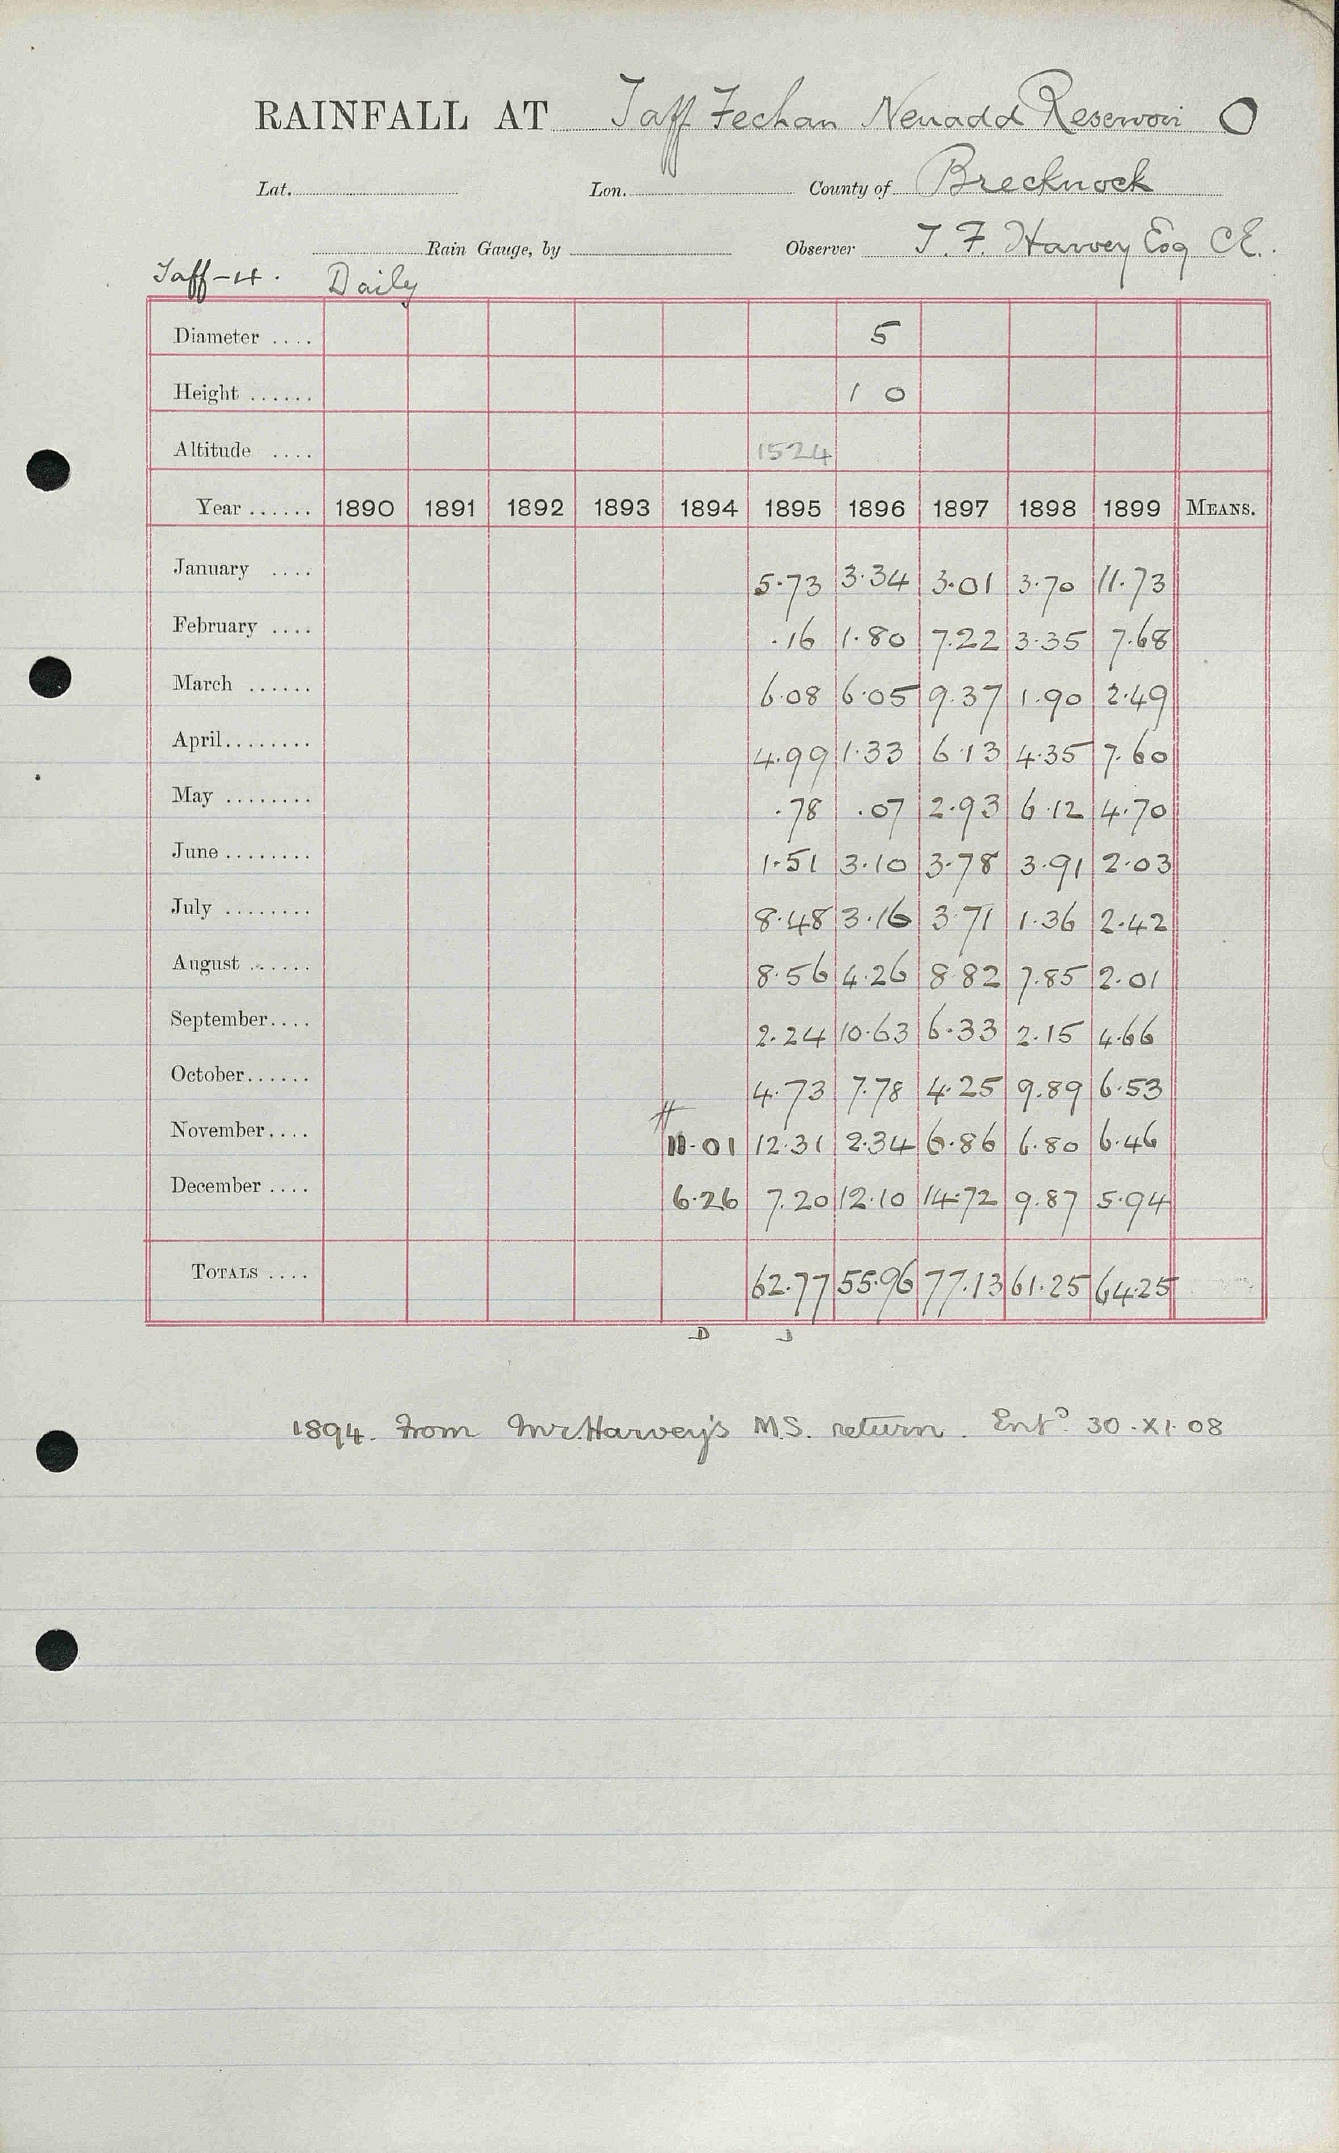 RAINFALL AT Taff Fechan Neuadd Reservoir O
Lat. Lon. County of Brecknock
Rain Gauge, by Observer T. F. Harvey Esq CE.
Taff-4. Daily
Diameter .... 5
Height ...... 1 0
Altitude .... 1524
Year ...... 1890 1891 1892 1893 1894 1895 1896 1897 1898 1899 MEANS.
January .... 5.73 3.34 3.01 3.70 11.73
February .... .16 1.80 7.22 3.35 7.68
March ...... 6.08 6.05 9.37 1.90 2.49
April ........ 4.99 1.33 6.13 4.35 7.60
May ........ .78 .07 2.93 6.12 4.70
June ........ 1.51 3.10 3.78 3.91 2.03
July ........ 8.48 3.16 3.71 1.36 2.42
August ...... 8.56 4.26 8.82 7.85 2.01
September.... 2.24 10.63 6.33 2.15 4.66
October...... 4.73 7.78 4.25 9.89 6.53
November.... # 11.01 12.31 2.34 6.86 6.80 6.46
December .... 6.26 7.20 12.10 14.72 9.87 5.94
TOTALS .... 62.77 55.96 77.13 61.25 64.25
D J
1894. From Mr. Harvey's M.S. return. Entd 30.XI.08